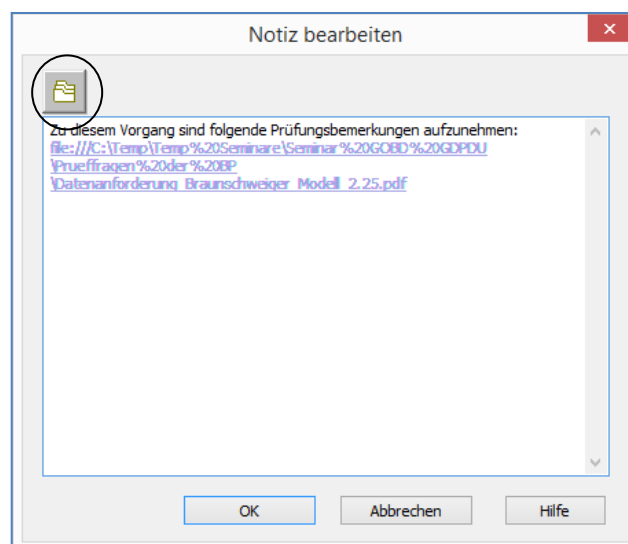 Notiz bearbeiten
Zu diesem Vorgang sind folgende Prüfungsbemerkungen aufzunehmen:
file:///C:\Temp\Temp%20Seminare\Seminar%20GOBD%20GDPDU
\Prueffragen%20der%20BP
\Datenanforderung_Braunschweiger_Modell_2.25.pdf
OK Abbrechen Hilfe